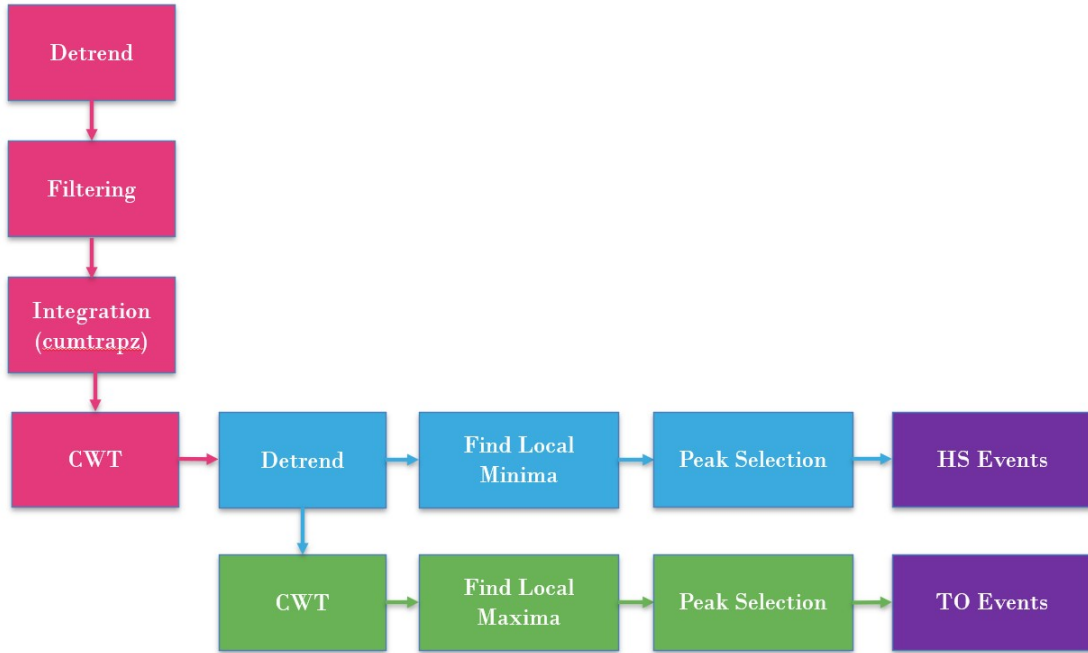 Detrend
Filtering
Integration
(cumtrapz)
CWT
Detrend
Find Local
Minima
Peak Selection
HS Events
CWT
Find Local
Maxima
Peak Selection
TO Events